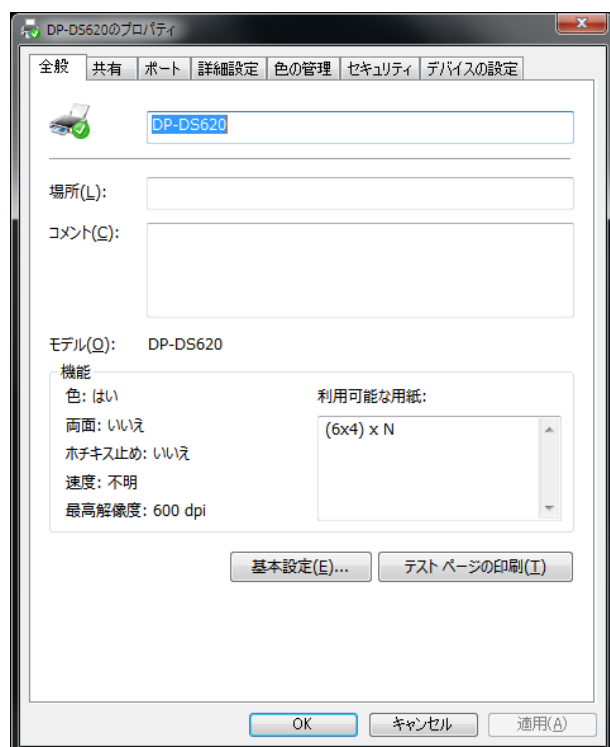 DP-DS620のプロパティ
全般 共有 ポート 詳細設定 色の管理 セキュリティ デバイスの設定
DP-DS620
場所(L):
コメント(C):
モデル(O): DP-DS620
機能
色: はい
両面: いいえ
ホチキス止め: いいえ
速度: 不明
最高解像度: 600 dpi
利用可能な用紙:
(6x4) x N
基本設定(E)... テスト ページの印刷(T)
OK キャンセル 適用(A)